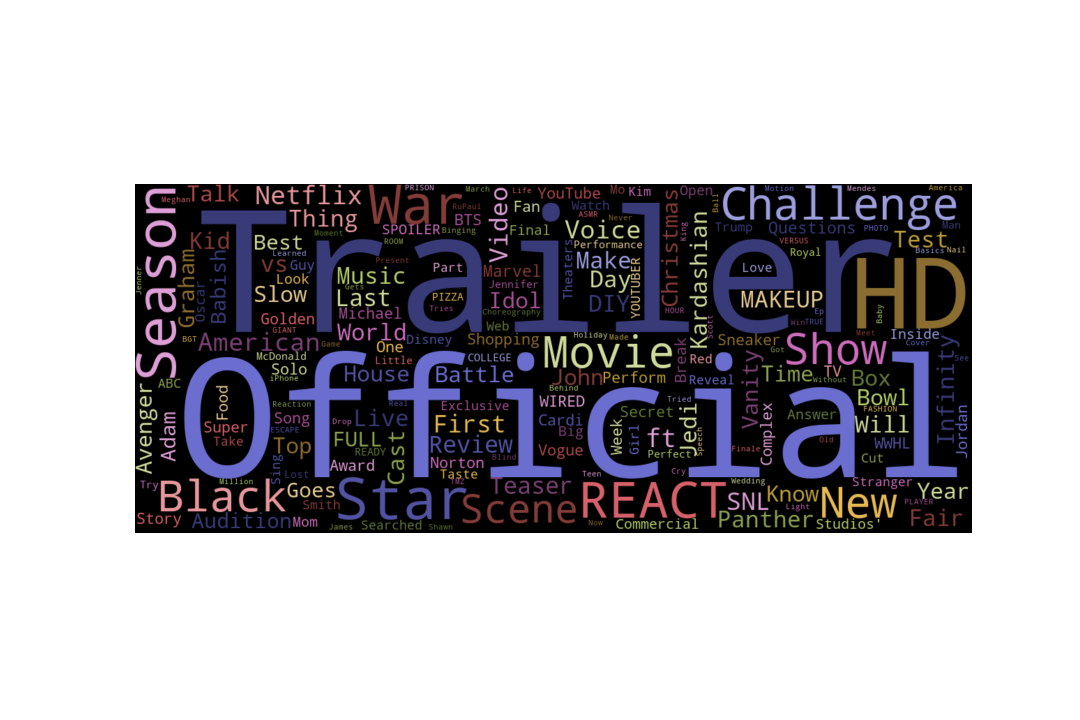 Meghan Talk Netflix PRISON March Life YouTube Mo Kim Open Motion Mendes America
Season Thing War BTS Video Fan Watch ASMR Never Christmas King Ball Challenge
SPOILER Binging RuPaul Final Voice Trump Questions PHOTO Man
Trailer
Kid Best Moment ROOM Performance VERSUS Test
Graham Oscar Babish Learned vs Guy Present Part Marvel Theaters Make Kardashian Love Royal Basics Nail
Jenner Look Music Gets Jennifer Day YOUTUBER HD
Slow Last PIZZA Tries Idol DIY MAKEUP Baby
Golden Michael Choreography HOUR scott Ep
GIANT World Web Win TRUE
BGT American Game One Disney Shopping Holiday Made Sneaker Meet Inside Cover
McDonald Little COLLEGE Movie Break Red Got Show Infinity See
Solo iPhone House Battle Behind John Perform Reveal Vanity Time Without TV Box
ABC
Official
Avenger Adam Food Reaction Real Exclusive WIRED Tried FASHION Bowl Jordan
Super Song Drop Live First Cardi Secret Complex Answer Will
Take ESCAPE FULL Review Big Week Girl ft Jedi Speech Old WWHL
Top READY Cast Vogue Perfect Finale Cut
Sing Award Norton Blind
Try Million Lost Taste TMZ Teen Cry Wedding Stranger
Black Goes Star Teaser REACT SNL Know New Year
Smith Scene Light PLAYER
Story Audition Mom James Searched Shawn Now Commercial Panther Studios' Fair